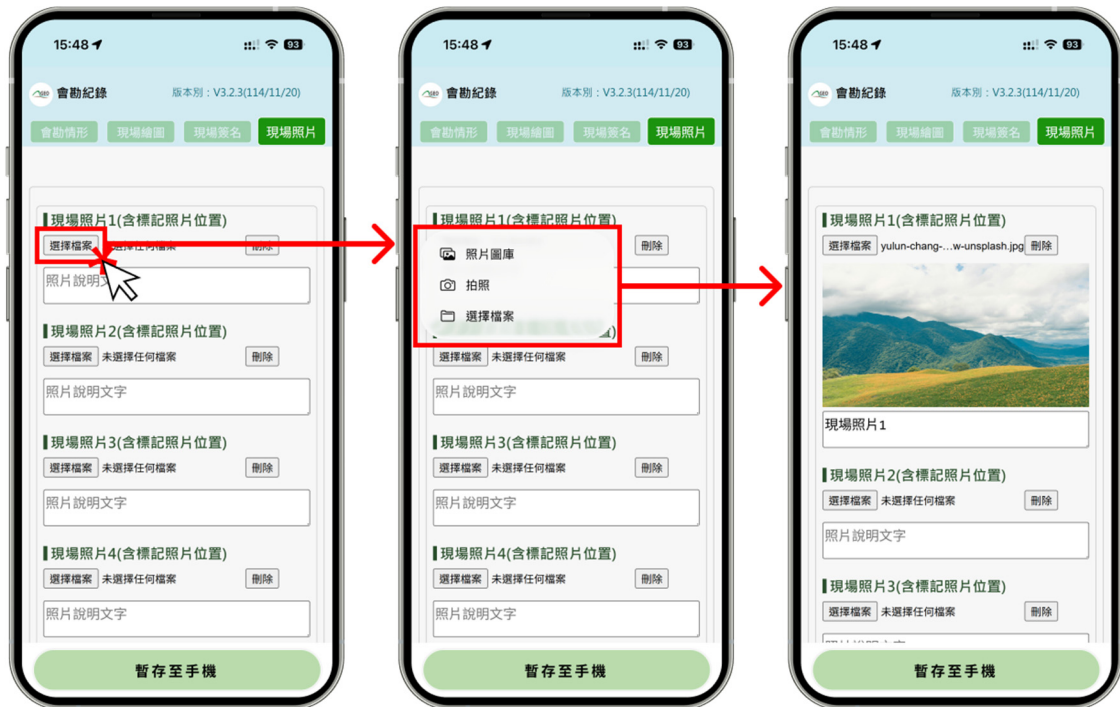 15:48
93
會勘紀錄
版本別：V3.2.3(114/11/20)
會勘情形 現場繪圖 現場簽名 現場照片
現場照片1(含標記照片位置)
選擇檔案 選擇任何檔案 刪除
照片說明
現場照片2(含標記照片位置)
選擇檔案 未選擇任何檔案 刪除
照片說明文字
現場照片3(含標記照片位置)
選擇檔案 未選擇任何檔案 刪除
照片說明文字
現場照片4(含標記照片位置)
選擇檔案 未選擇任何檔案 刪除
照片說明文字
暫存至手機
15:48
93
會勘紀錄
版本別：V3.2.3(114/11/20)
會勘情形 現場繪圖 現場簽名 現場照片
現場照片1(含標記照片位置)
刪除
照片圖庫
拍照
選擇檔案
選擇檔案 未選擇任何檔案 刪除
照片說明文字
現場照片3(含標記照片位置)
選擇檔案 未選擇任何檔案 刪除
照片說明文字
現場照片4(含標記照片位置)
選擇檔案 未選擇任何檔案 刪除
照片說明文字
暫存至手機
15:48
93
會勘紀錄
版本別：V3.2.3(114/11/20)
會勘情形 現場繪圖 現場簽名 現場照片
現場照片1(含標記照片位置)
選擇檔案 yulun-chang-...w-unsplash.jpg 刪除
現場照片1
現場照片2(含標記照片位置)
選擇檔案 未選擇任何檔案 刪除
照片說明文字
現場照片3(含標記照片位置)
選擇檔案 未選擇任何檔案 刪除
暫存至手機